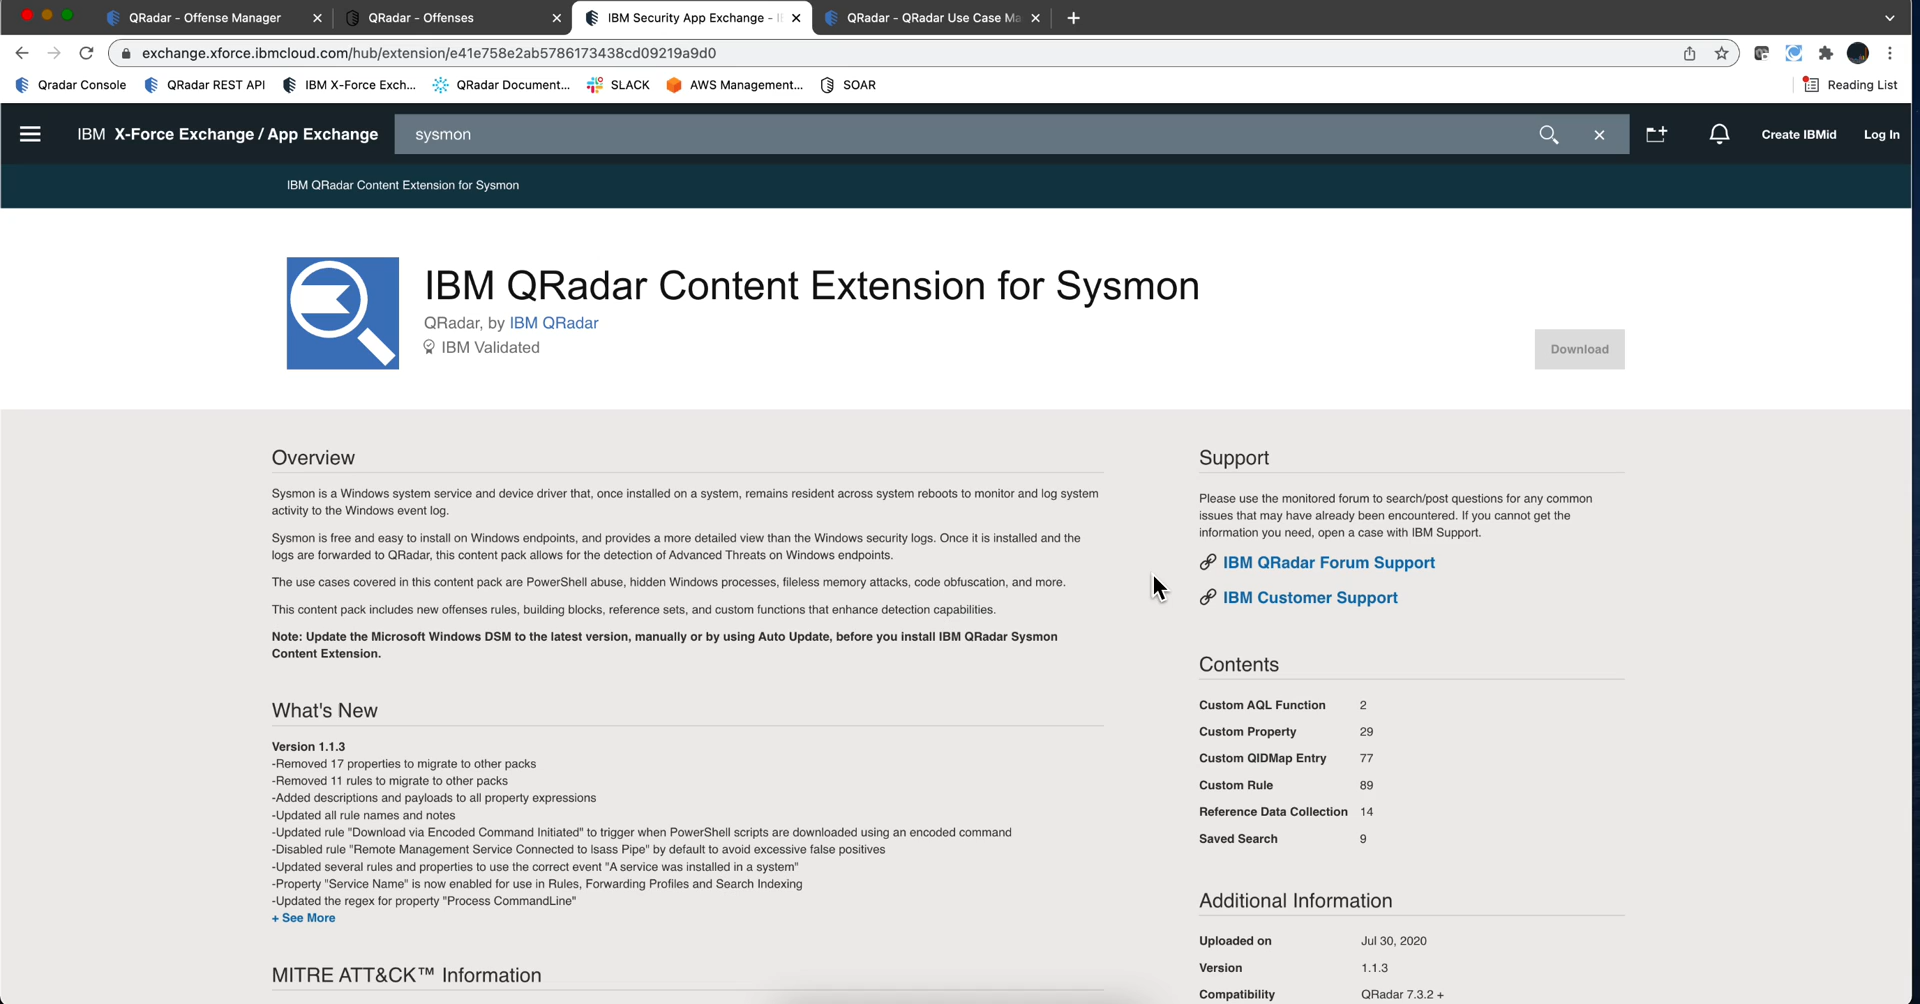 QRadar - Offense Manager
QRadar - Offenses
IBM Security App Exchange - I
QRadar - QRadar Use Case Ma
exchange.xforce.ibmcloud.com/hub/extension/e41e758e2ab5786173438cd09219a9d0
Qradar Console
QRadar REST API
IBM X-Force Exch...
QRadar Document...
SLACK
AWS Management...
SOAR
Reading List
IBM X-Force Exchange / App Exchange
sysmon
Create IBMid
Log In
IBM QRadar Content Extension for Sysmon
IBM QRadar Content Extension for Sysmon
QRadar, by IBM QRadar
IBM Validated
Download
Overview
Sysmon is a Windows system service and device driver that, once installed on a system, remains resident across system reboots to monitor and log system
activity to the Windows event log.
Sysmon is free and easy to install on Windows endpoints, and provides a more detailed view than the Windows security logs. Once it is installed and the
logs are forwarded to QRadar, this content pack allows for the detection of Advanced Threats on Windows endpoints.
The use cases covered in this content pack are PowerShell abuse, hidden Windows processes, fileless memory attacks, code obfuscation, and more.
This content pack includes new offenses rules, building blocks, reference sets, and custom functions that enhance detection capabilities.
Note: Update the Microsoft Windows DSM to the latest version, manually or by using Auto Update, before you install IBM QRadar Sysmon
Content Extension.
What's New
Version 1.1.3
-Removed 17 properties to migrate to other packs
-Removed 11 rules to migrate to other packs
-Added descriptions and payloads to all property expressions
-Updated all rule names and notes
-Updated rule "Download via Encoded Command Initiated" to trigger when PowerShell scripts are downloaded using an encoded command
-Disabled rule "Remote Management Service Connected to lsass Pipe" by default to avoid excessive false positives
-Updated several rules and properties to use the correct event "A service was installed in a system"
-Property "Service Name" is now enabled for use in Rules, Forwarding Profiles and Search Indexing
-Updated the regex for property "Process CommandLine"
+ See More
MITRE ATT&CK™ Information
Support
Please use the monitored forum to search/post questions for any common
issues that may have already been encountered. If you cannot get the
information you need, open a case with IBM Support.
IBM QRadar Forum Support
IBM Customer Support
Contents
Custom AQL Function 2
Custom Property 29
Custom QIDMap Entry 77
Custom Rule 89
Reference Data Collection 14
Saved Search 9
Additional Information
Uploaded on Jul 30, 2020
Version 1.1.3
Compatibility QRadar 7.3.2 +